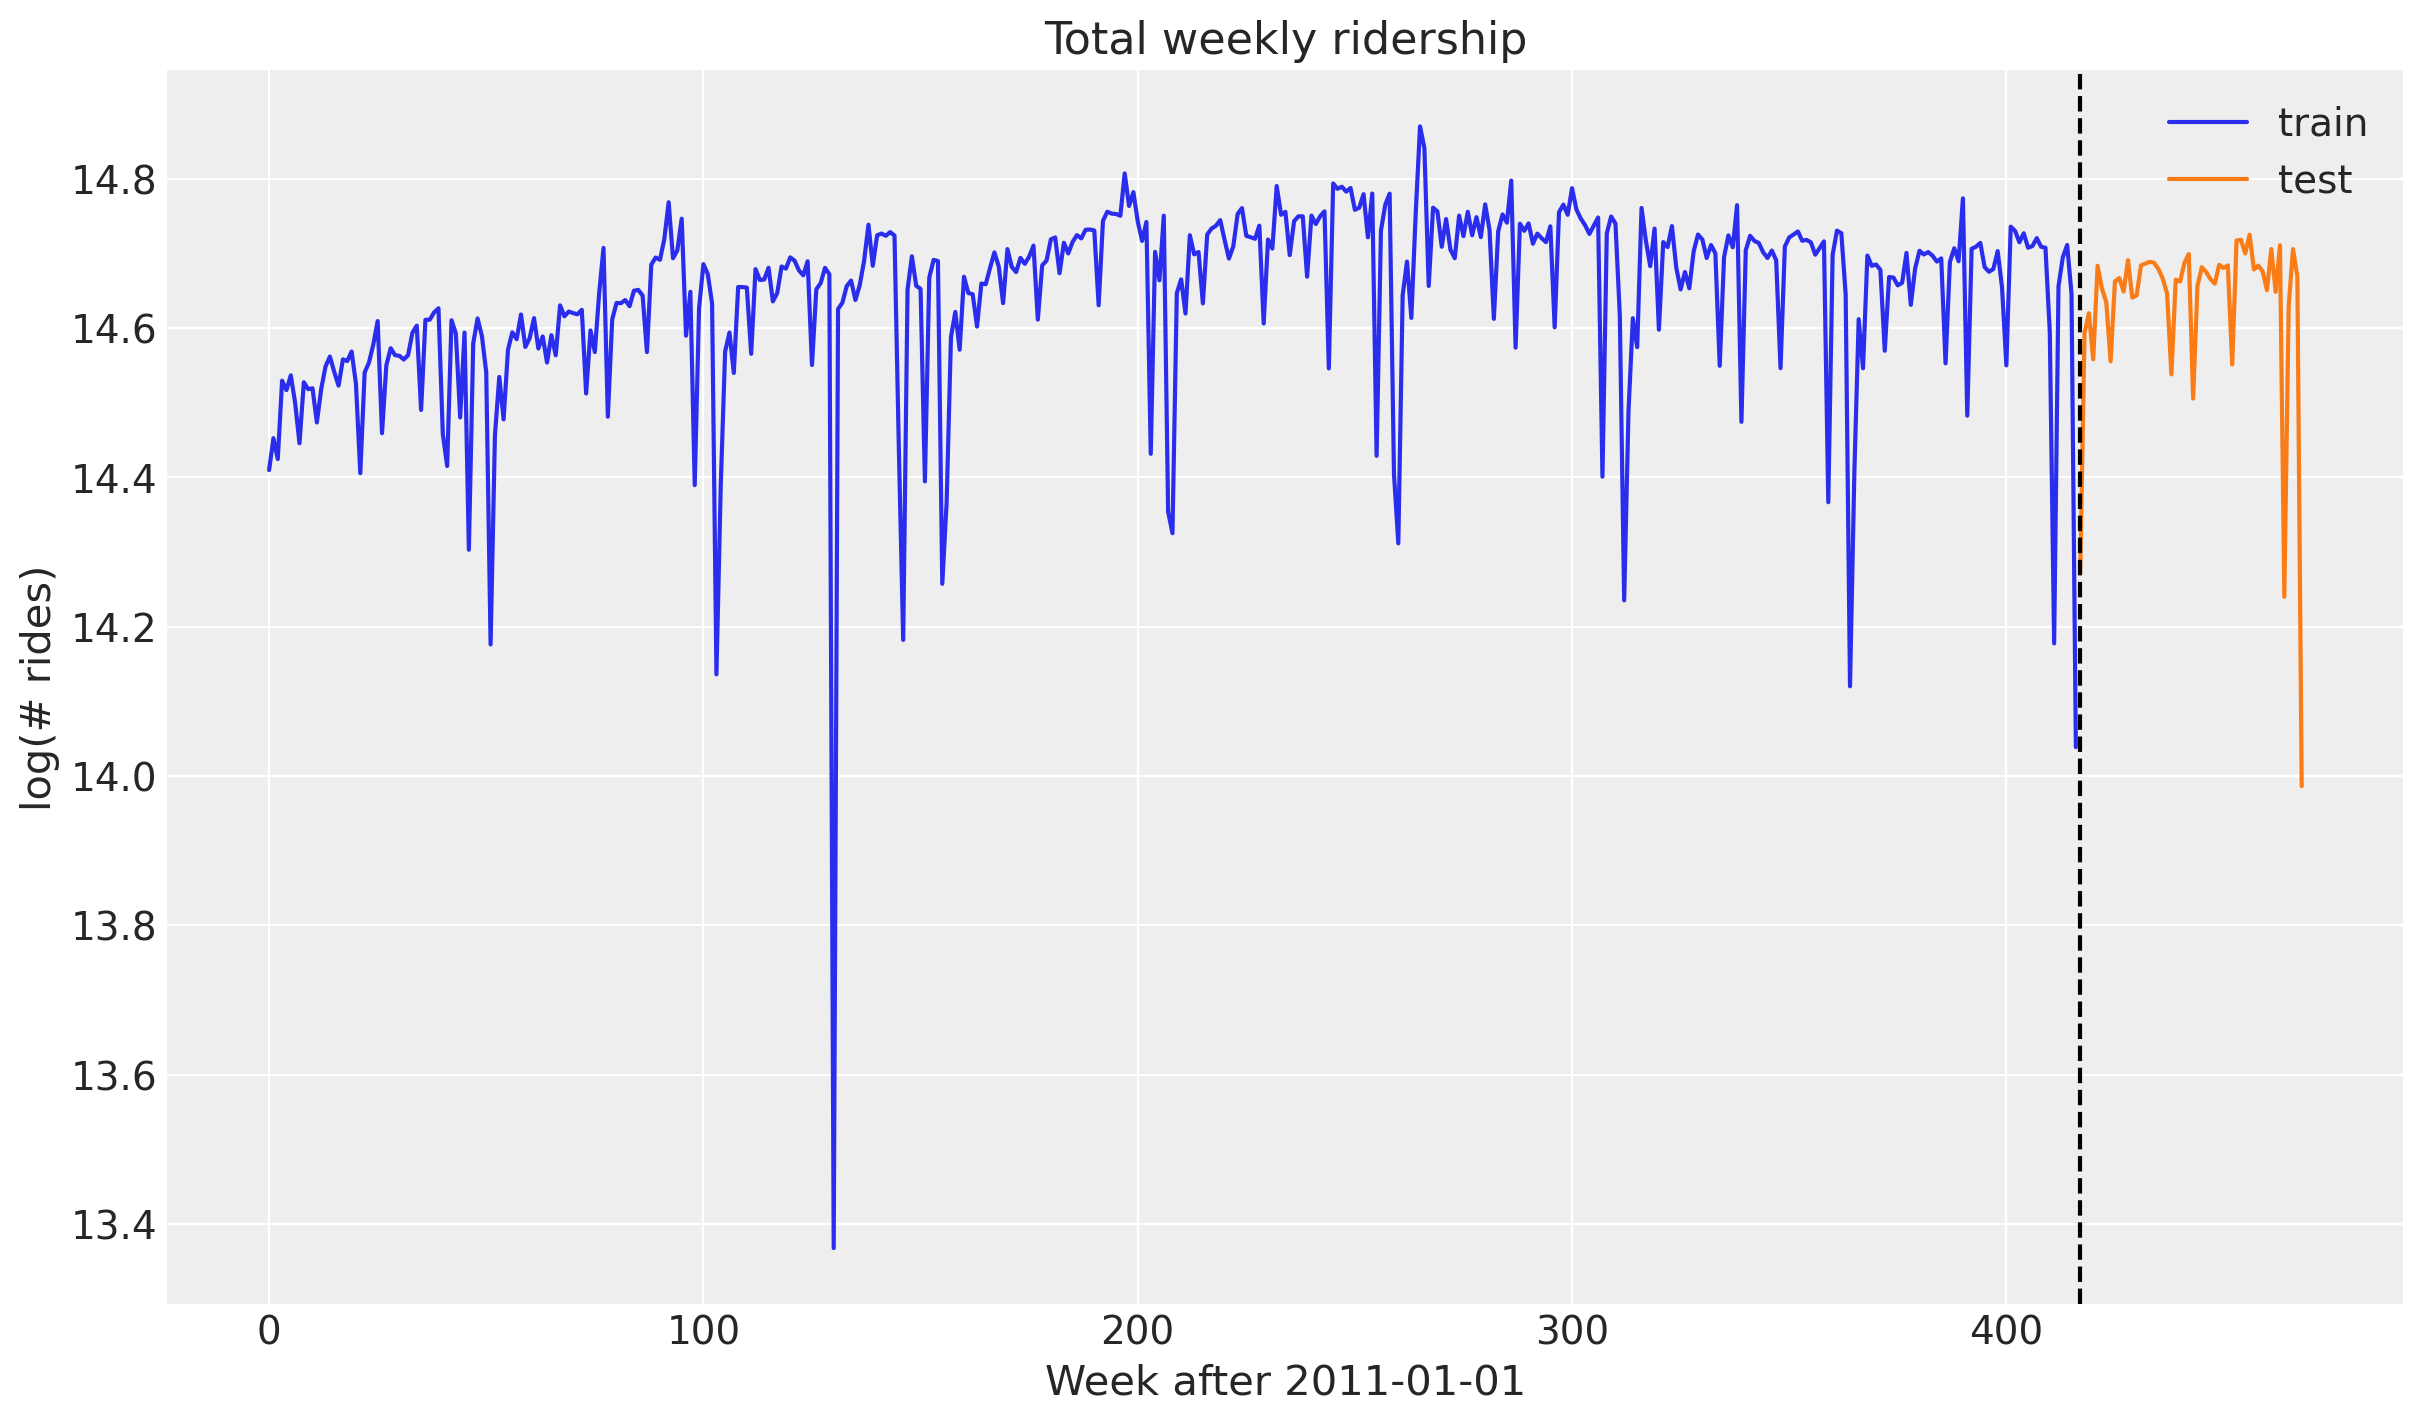 Total weekly ridership
train
test
14.8
14.6
14.4
14.2
14.0
13.8
13.6
13.4
log(# rides)
0 100 200 300 400
Week after 2011-01-01